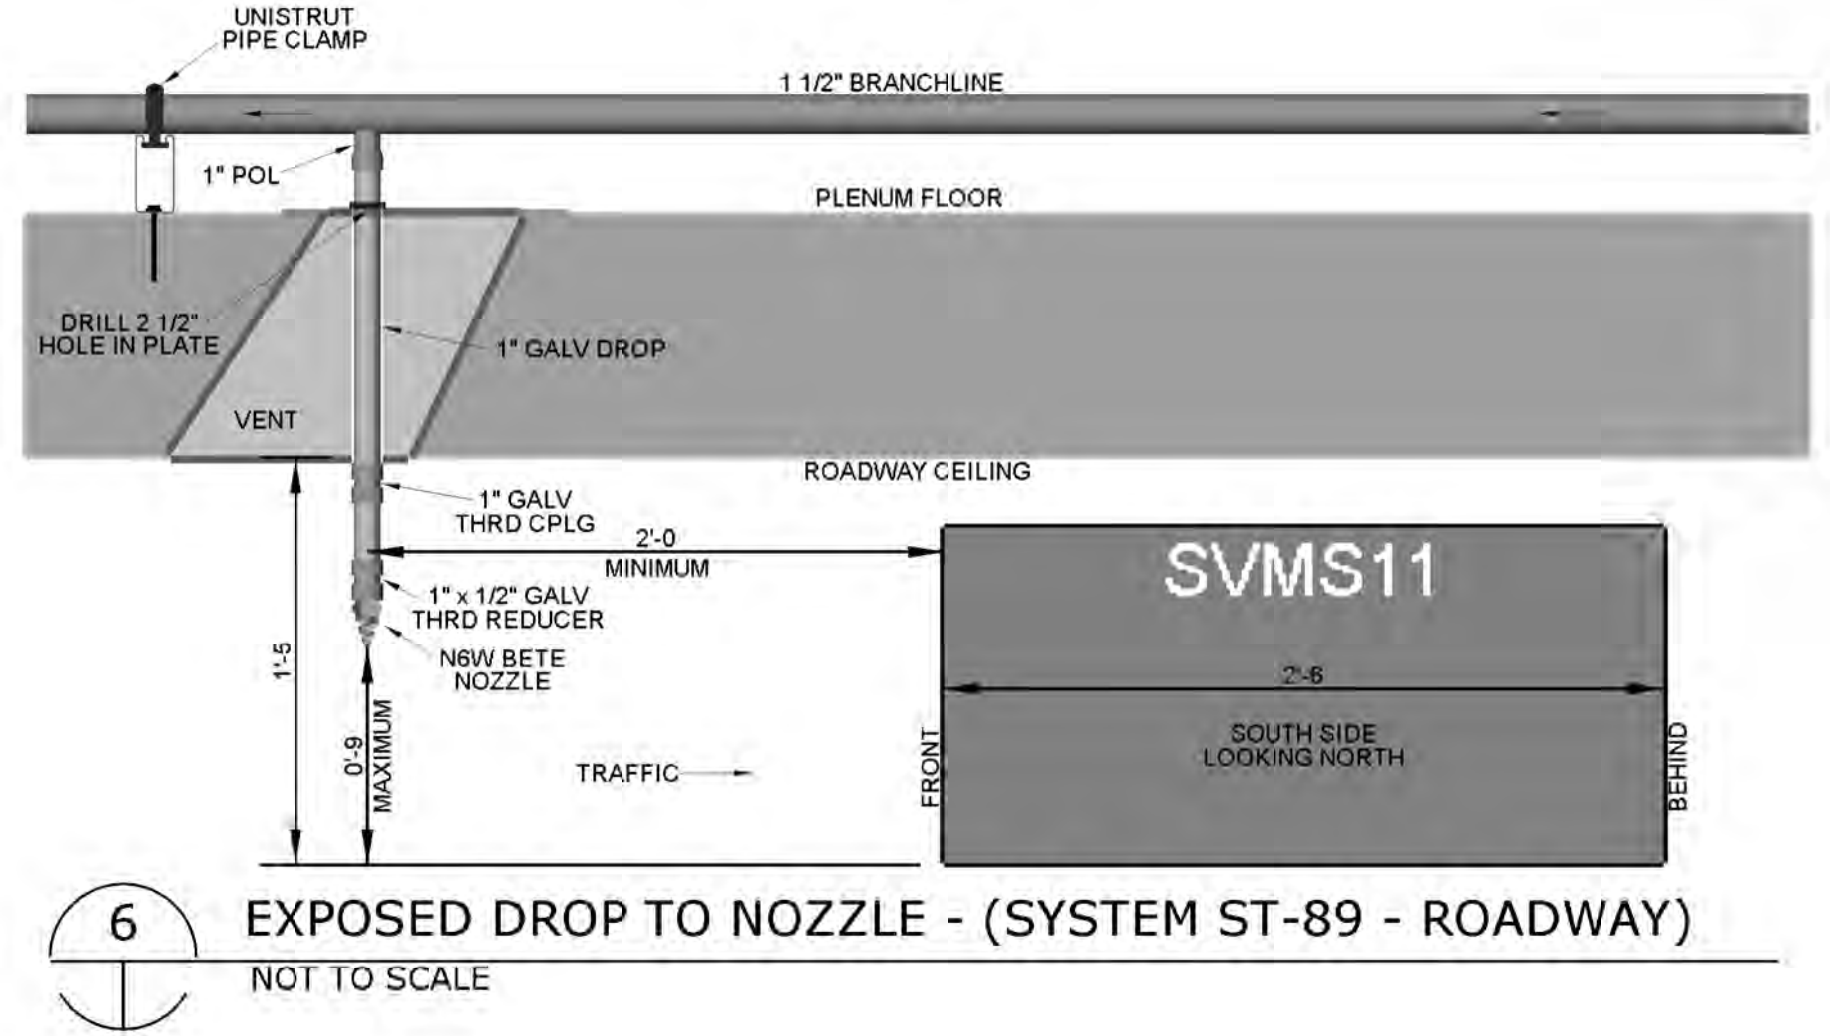 UNISTRUT
PIPE CLAMP
1 1/2" BRANCHLINE
1" POL
PLENUM FLOOR
DRILL 2 1/2"
HOLE IN PLATE
1" GALV DROP
VENT
ROADWAY CEILING
1" GALV
THRD CPLG
2'-0
MINIMUM
SVMS11
1" x 1/2" GALV
THRD REDUCER
N6W BETE
NOZZLE
1'-5
2'-6
0'-9
MAXIMUM
TRAFFIC
FRONT
SOUTH SIDE
LOOKING NORTH
BEHIND
6
EXPOSED DROP TO NOZZLE - (SYSTEM ST-89 - ROADWAY)
NOT TO SCALE